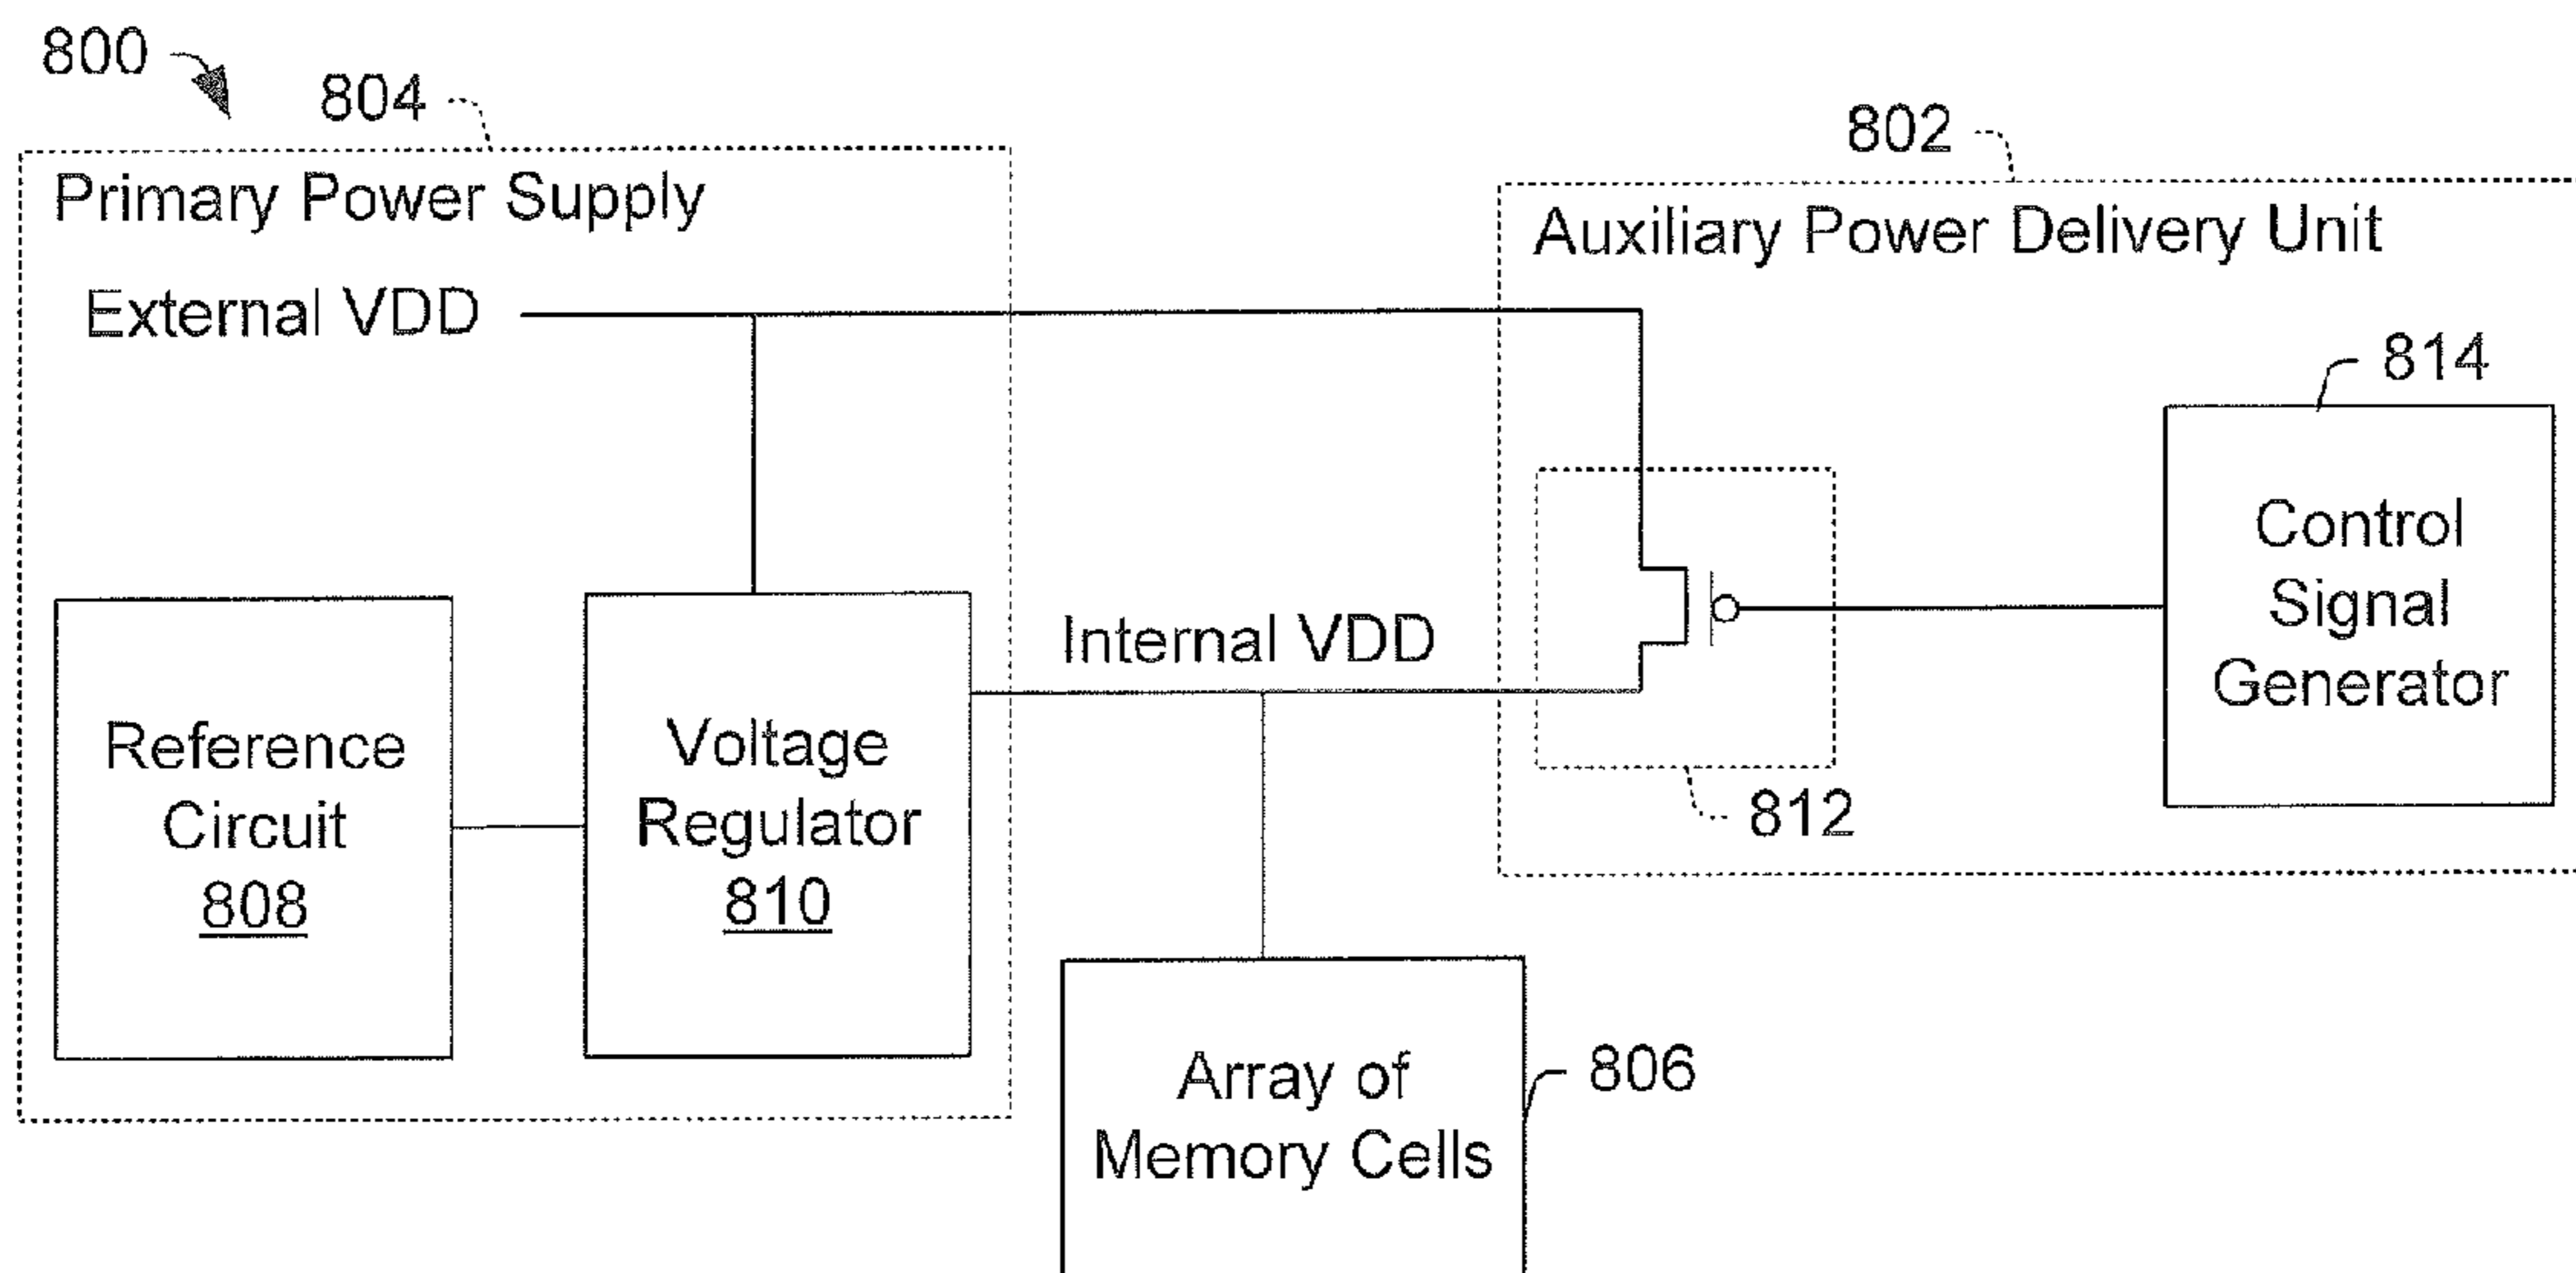 800
804
802
Primary Power Supply
Auxiliary Power Delivery Unit
External VDD
814
Control
Signal
Generator
Internal VDD
Reference
Circuit
808
Voltage
Regulator
810
812
Array of
Memory Cells
806